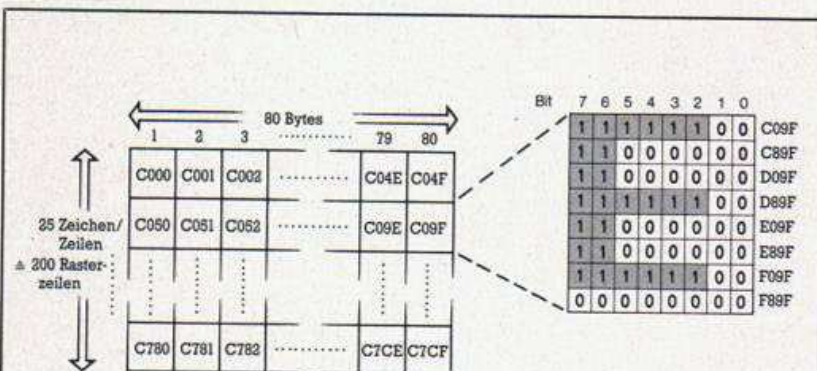 80 Bytes
1 2 3 ............ 79 80
C000 C001 C002 ............ C04E C04F
C050 C051 C052 ............ C09E C09F
25 Zeichen/
Zeilen
≙ 200 Raster-
zeilen
C780 C781 C782 ............ C7CE C7CF
Bit 7 6 5 4 3 2 1 0
1 1 1 1 1 1 0 0 C09F
1 1 0 0 0 0 0 0 C89F
1 1 0 0 0 0 0 0 D09F
1 1 1 1 1 1 0 0 D89F
1 1 0 0 0 0 0 0 E09F
1 1 0 0 0 0 0 0 E89F
1 1 1 1 1 1 0 0 F09F
0 0 0 0 0 0 0 0 F89F